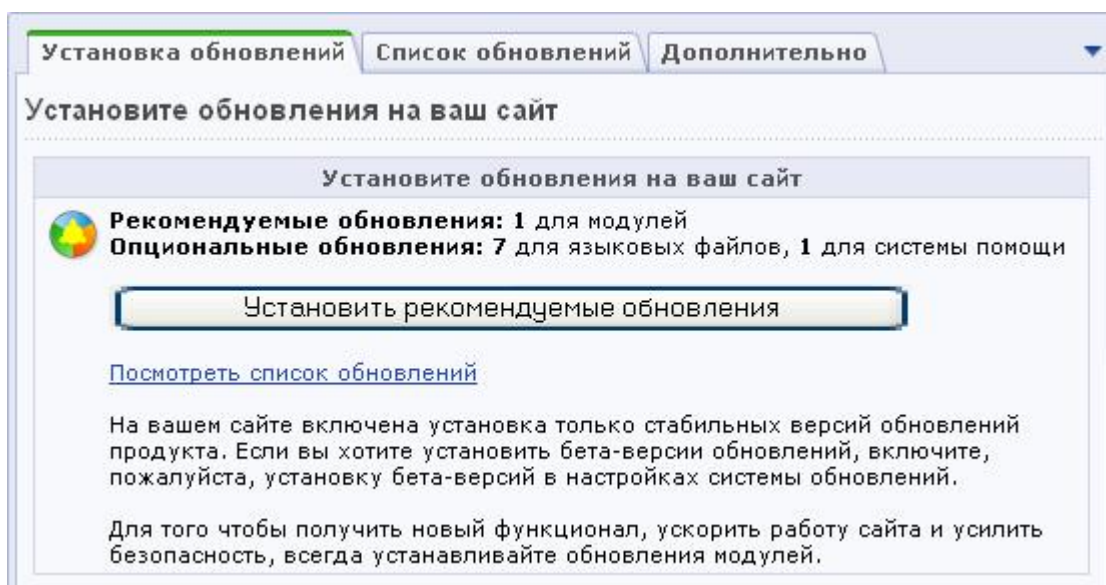 Установка обновлений Список обновлений Дополнительно
Установите обновления на ваш сайт
Установите обновления на ваш сайт
Рекомендуемые обновления: 1 для модулей
Опциональные обновления: 7 для языковых файлов, 1 для системы помощи
Установить рекомендуемые обновления
Посмотреть список обновлений
На вашем сайте включена установка только стабильных версий обновлений
продукта. Если вы хотите установить бета-версии обновлений, включите,
пожалуйста, установку бета-версий в настройках системы обновлений.
Для того чтобы получить новый функционал, ускорить работу сайта и усилить
безопасность, всегда устанавливайте обновления модулей.